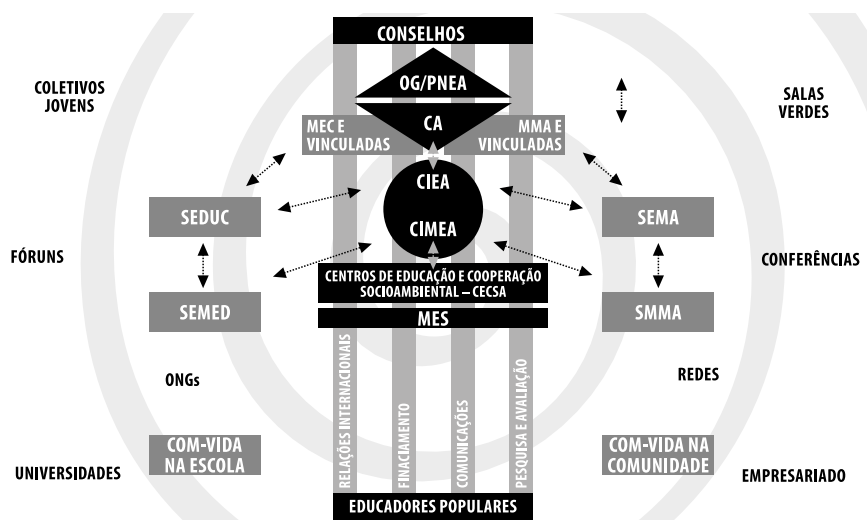 CONSELHOS
COLETIVOS
JOVENS
OG/PNEA
SALAS
VERDES
CA
MEC E
VINCULADAS
MMA E
VINCULADAS
CIEA
SEDUC
SEMA
CIMEA
FÓRUNS
CONFERÊNCIAS
CENTROS DE EDUCAÇÃO E COOPERAÇÃO
SOCIOAMBIENTAL – CECSA
SEMED
SMMA
MES
ONGs
REDES
RELAÇÕES INTERNACIONAIS
FINACIAMENTO
COMUNICAÇÕES
PESQUISA E AVALIAÇÃO
COM-VIDA
NA ESCOLA
COM-VIDA NA
COMUNIDADE
UNIVERSIDADES
EMPRESARIADO
EDUCADORES POPULARES